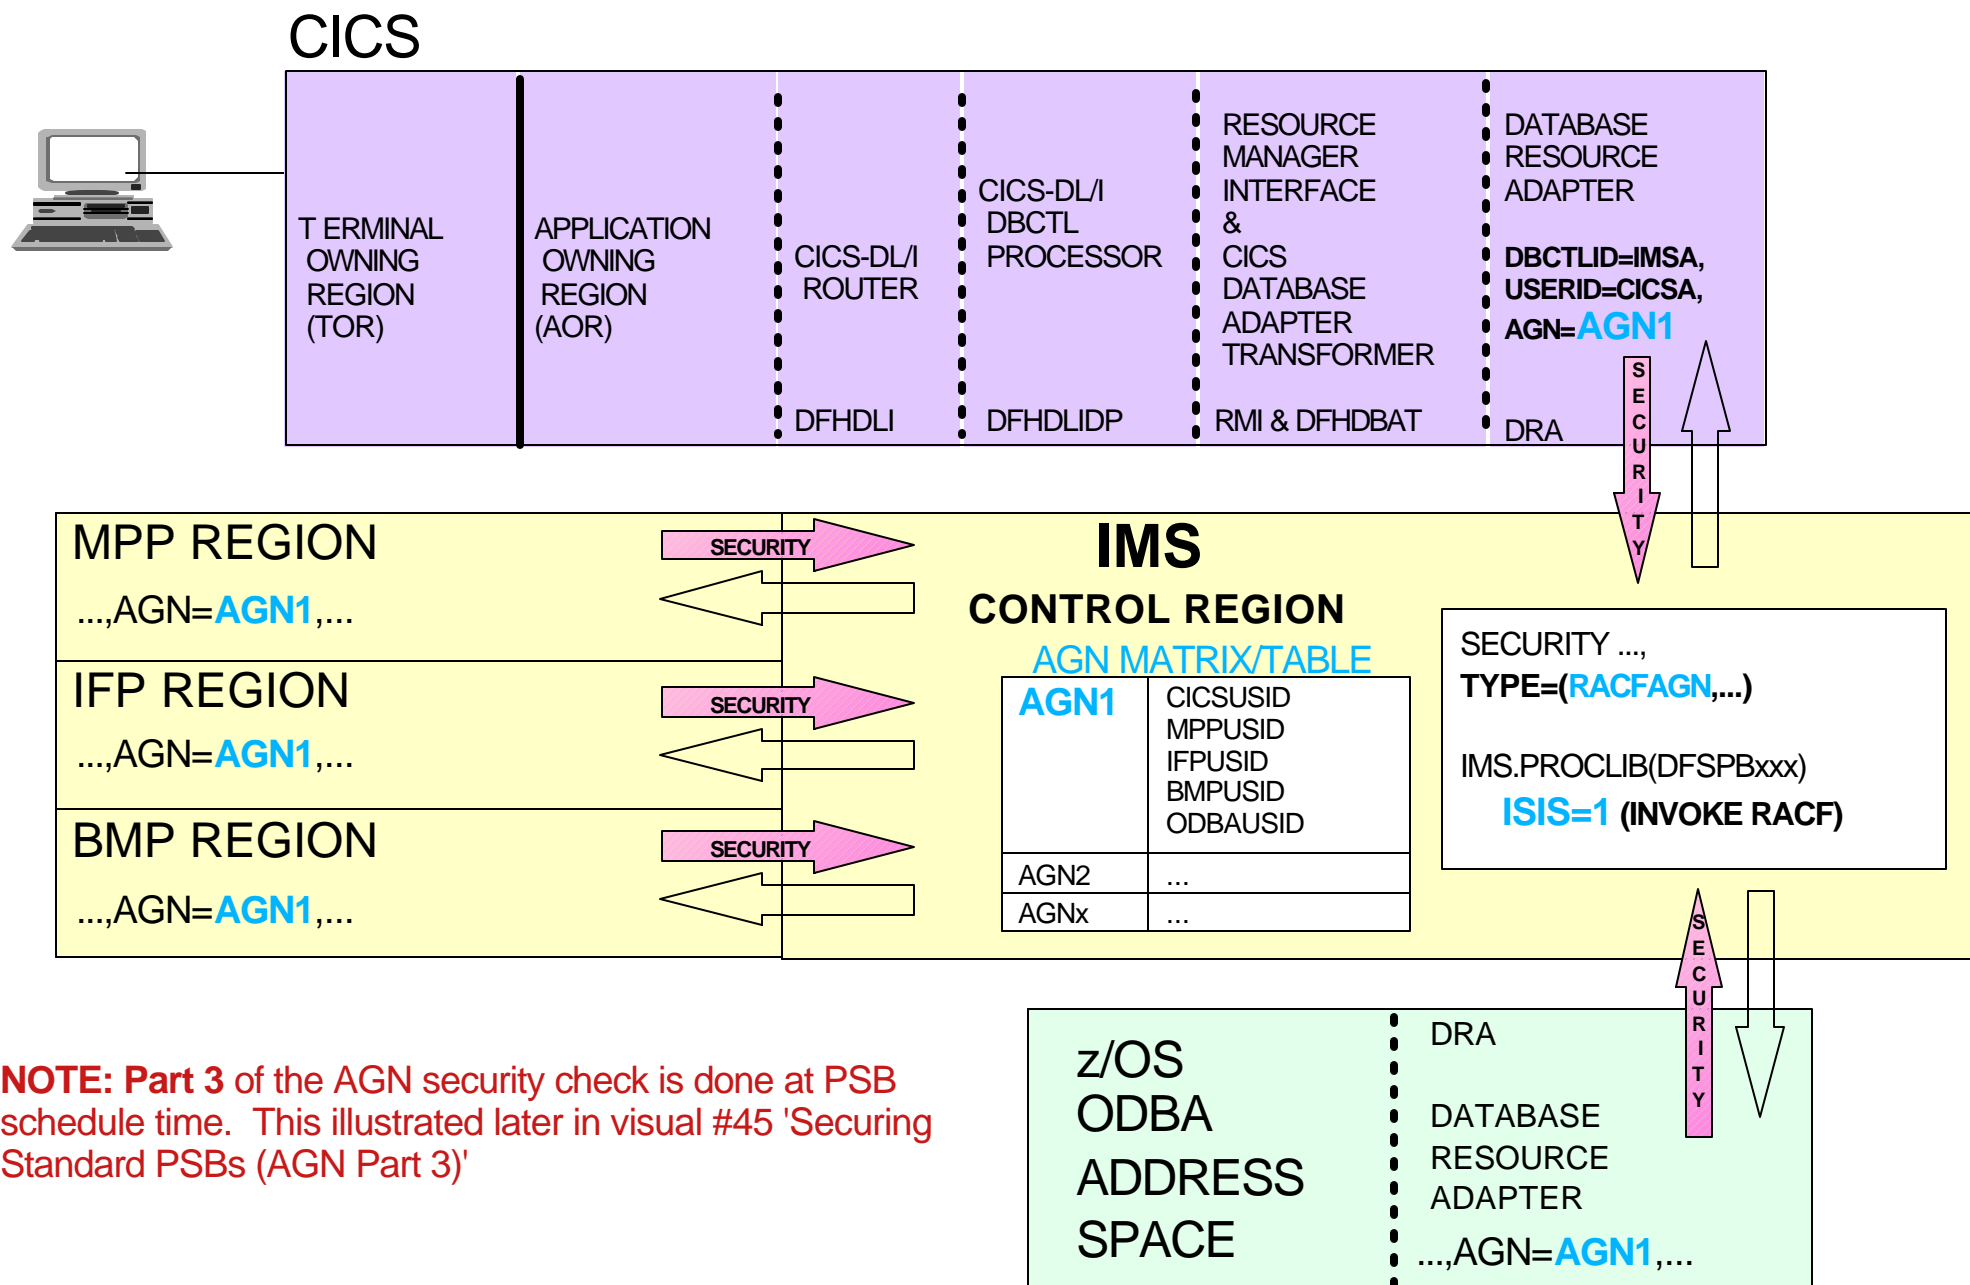 CICS
T ERMINAL
OWNING
REGION
(TOR)
APPLICATION
OWNING
REGION
(AOR)
CICS-DL/I
ROUTER
DFHDLI
CICS-DL/I
DBCTL
PROCESSOR
DFHDLIDP
RESOURCE
MANAGER
INTERFACE
&
CICS
DATABASE
ADAPTER
TRANSFORMER
RMI & DFHDBAT
DATABASE
RESOURCE
ADAPTER
DBCTLID=IMSA,
USERID=CICSA,
AGN=AGN1
DRA
SECURITY
MPP REGION
...,AGN=AGN1,...
SECURITY
IFP REGION
...,AGN=AGN1,...
SECURITY
BMP REGION
...,AGN=AGN1,...
SECURITY
IMS
CONTROL REGION
AGN MATRIX/TABLE
AGN1
CICSUSID
MPPUSID
IFPUSID
BMPUSID
ODBAUSID
AGN2 ...
AGNx ...
SECURITY ...,
TYPE=(RACFAGN,...)
IMS.PROCLIB(DFSPBxxx)
ISIS=1 (INVOKE RACF)
SECURITY
z/OS
ODBA
ADDRESS
SPACE
DRA
DATABASE
RESOURCE
ADAPTER
...,AGN=AGN1,...
NOTE: Part 3 of the AGN security check is done at PSB
schedule time. This illustrated later in visual #45 'Securing
Standard PSBs (AGN Part 3)'